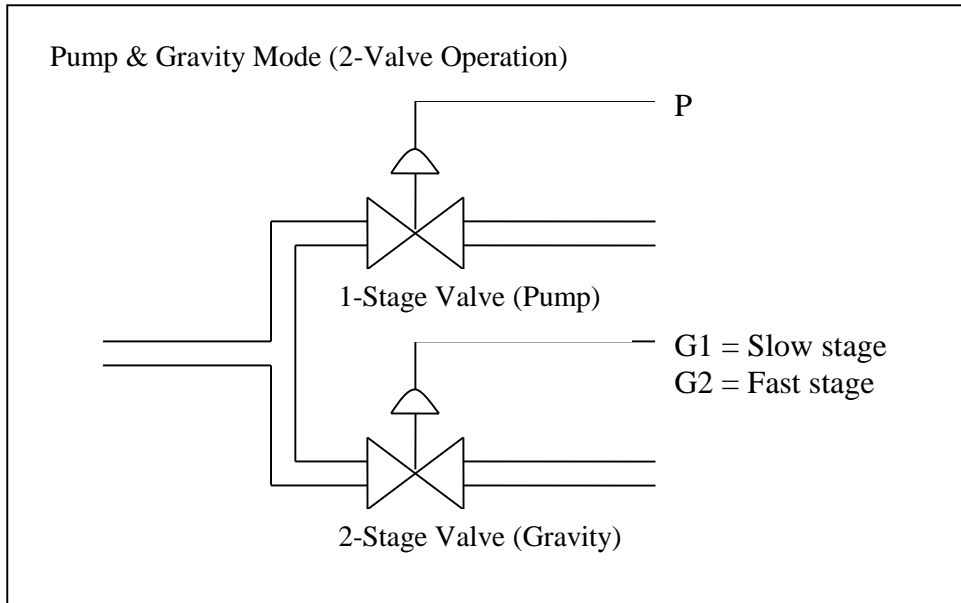 Pump & Gravity Mode (2-Valve Operation)
P
1-Stage Valve (Pump)
G1 = Slow stage
G2 = Fast stage
2-Stage Valve (Gravity)